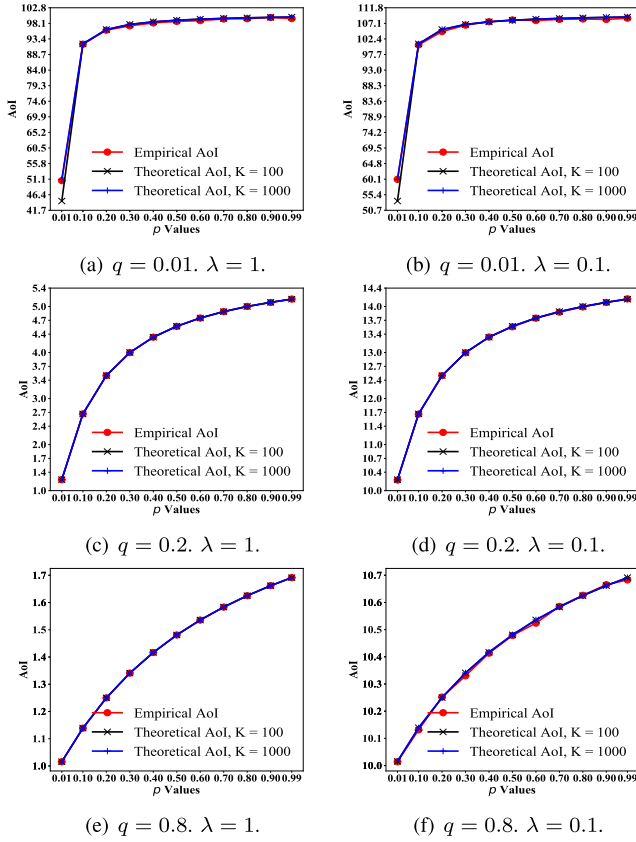 102.8
98.4
93.9
88.7
84.0
79.3
74.6
69.9
65.2
60.5
55.8
51.1
46.4
41.7
AoI
Empirical AoI
Theoretical AoI, K = 100
Theoretical AoI, K = 1000
0.01 0.10 0.20 0.30 0.40 0.50 0.60 0.70 0.80 0.90 0.99
p Values
(a) q = 0.01. λ = 1.
111.8
107.1
102.4
97.7
93.0
88.3
83.6
78.9
74.2
69.5
64.8
60.1
55.4
50.7
AoI
Empirical AoI
Theoretical AoI, K = 100
Theoretical AoI, K = 1000
0.01 0.10 0.20 0.30 0.40 0.50 0.60 0.70 0.80 0.90 0.99
p Values
(b) q = 0.01. λ = 0.1.
5.4
5.0
4.7
4.4
4.0
3.7
3.4
3.0
2.7
2.4
2.0
1.7
1.4
1.0
AoI
Empirical AoI
Theoretical AoI, K = 100
Theoretical AoI, K = 1000
0.01 0.10 0.20 0.30 0.40 0.50 0.60 0.70 0.80 0.90 0.99
p Values
(c) q = 0.2. λ = 1.
14.4
14.0
13.7
13.4
13.0
12.7
12.4
12.0
11.7
11.4
11.0
10.7
10.4
10.0
AoI
Empirical AoI
Theoretical AoI, K = 100
Theoretical AoI, K = 1000
0.01 0.10 0.20 0.30 0.40 0.50 0.60 0.70 0.80 0.90 0.99
p Values
(d) q = 0.2. λ = 0.1.
1.7
1.6
1.5
1.4
1.3
1.2
1.1
1.0
AoI
Empirical AoI
Theoretical AoI, K = 100
Theoretical AoI, K = 1000
0.01 0.10 0.20 0.30 0.40 0.50 0.60 0.70 0.80 0.90 0.99
p Values
(e) q = 0.8. λ = 1.
10.7
10.6
10.5
10.4
10.3
10.2
10.1
10.0
AoI
Empirical AoI
Theoretical AoI, K = 100
Theoretical AoI, K = 1000
0.01 0.10 0.20 0.30 0.40 0.50 0.60 0.70 0.80 0.90 0.99
p Values
(f) q = 0.8. λ = 0.1.